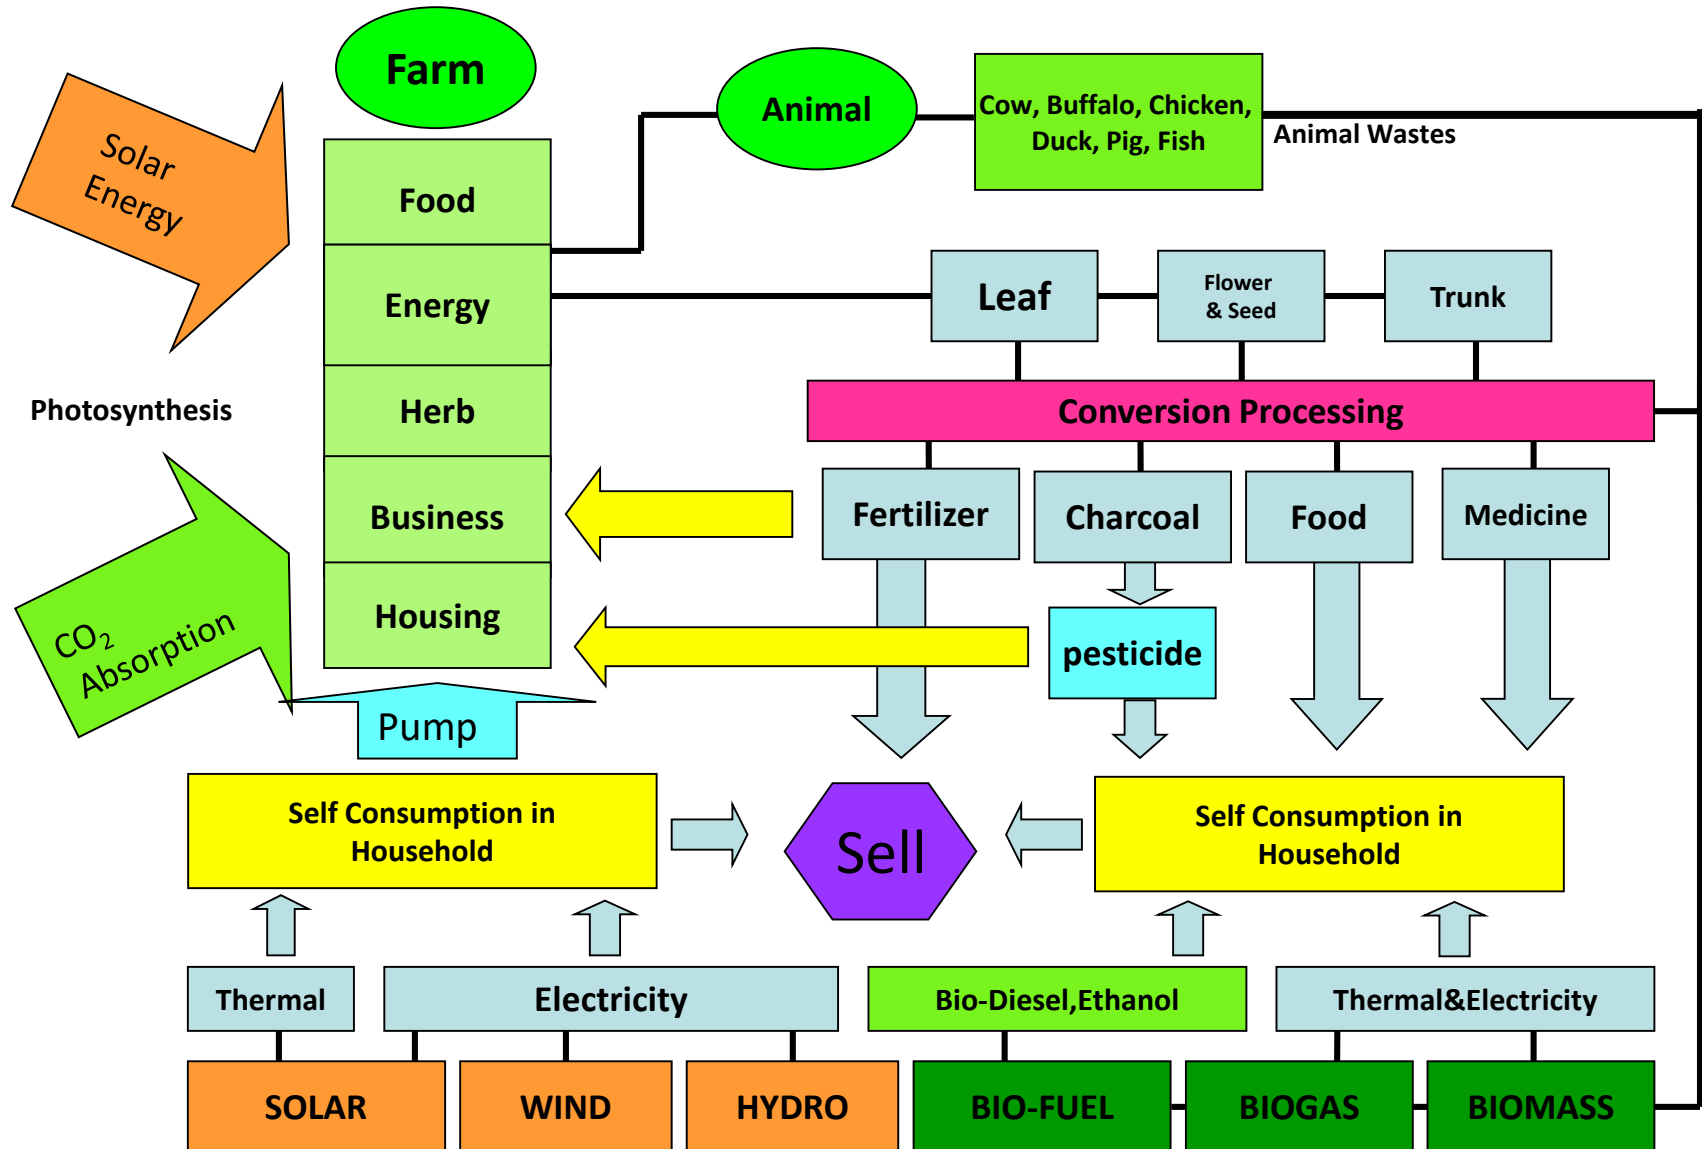 Farm
Animal
Cow, Buffalo, Chicken,
Duck, Pig, Fish
Animal Wastes
Solar
Energy
Food
Energy
Leaf
Flower
& Seed
Trunk
Photosynthesis
Herb
Conversion Processing
Business
Fertilizer
Charcoal
Food
Medicine
Housing
pesticide
CO₂
Absorption
Pump
Self Consumption in
Household
Sell
Self Consumption in
Household
Thermal
Electricity
Bio-Diesel,Ethanol
Thermal&Electricity
SOLAR
WIND
HYDRO
BIO-FUEL
BIOGAS
BIOMASS